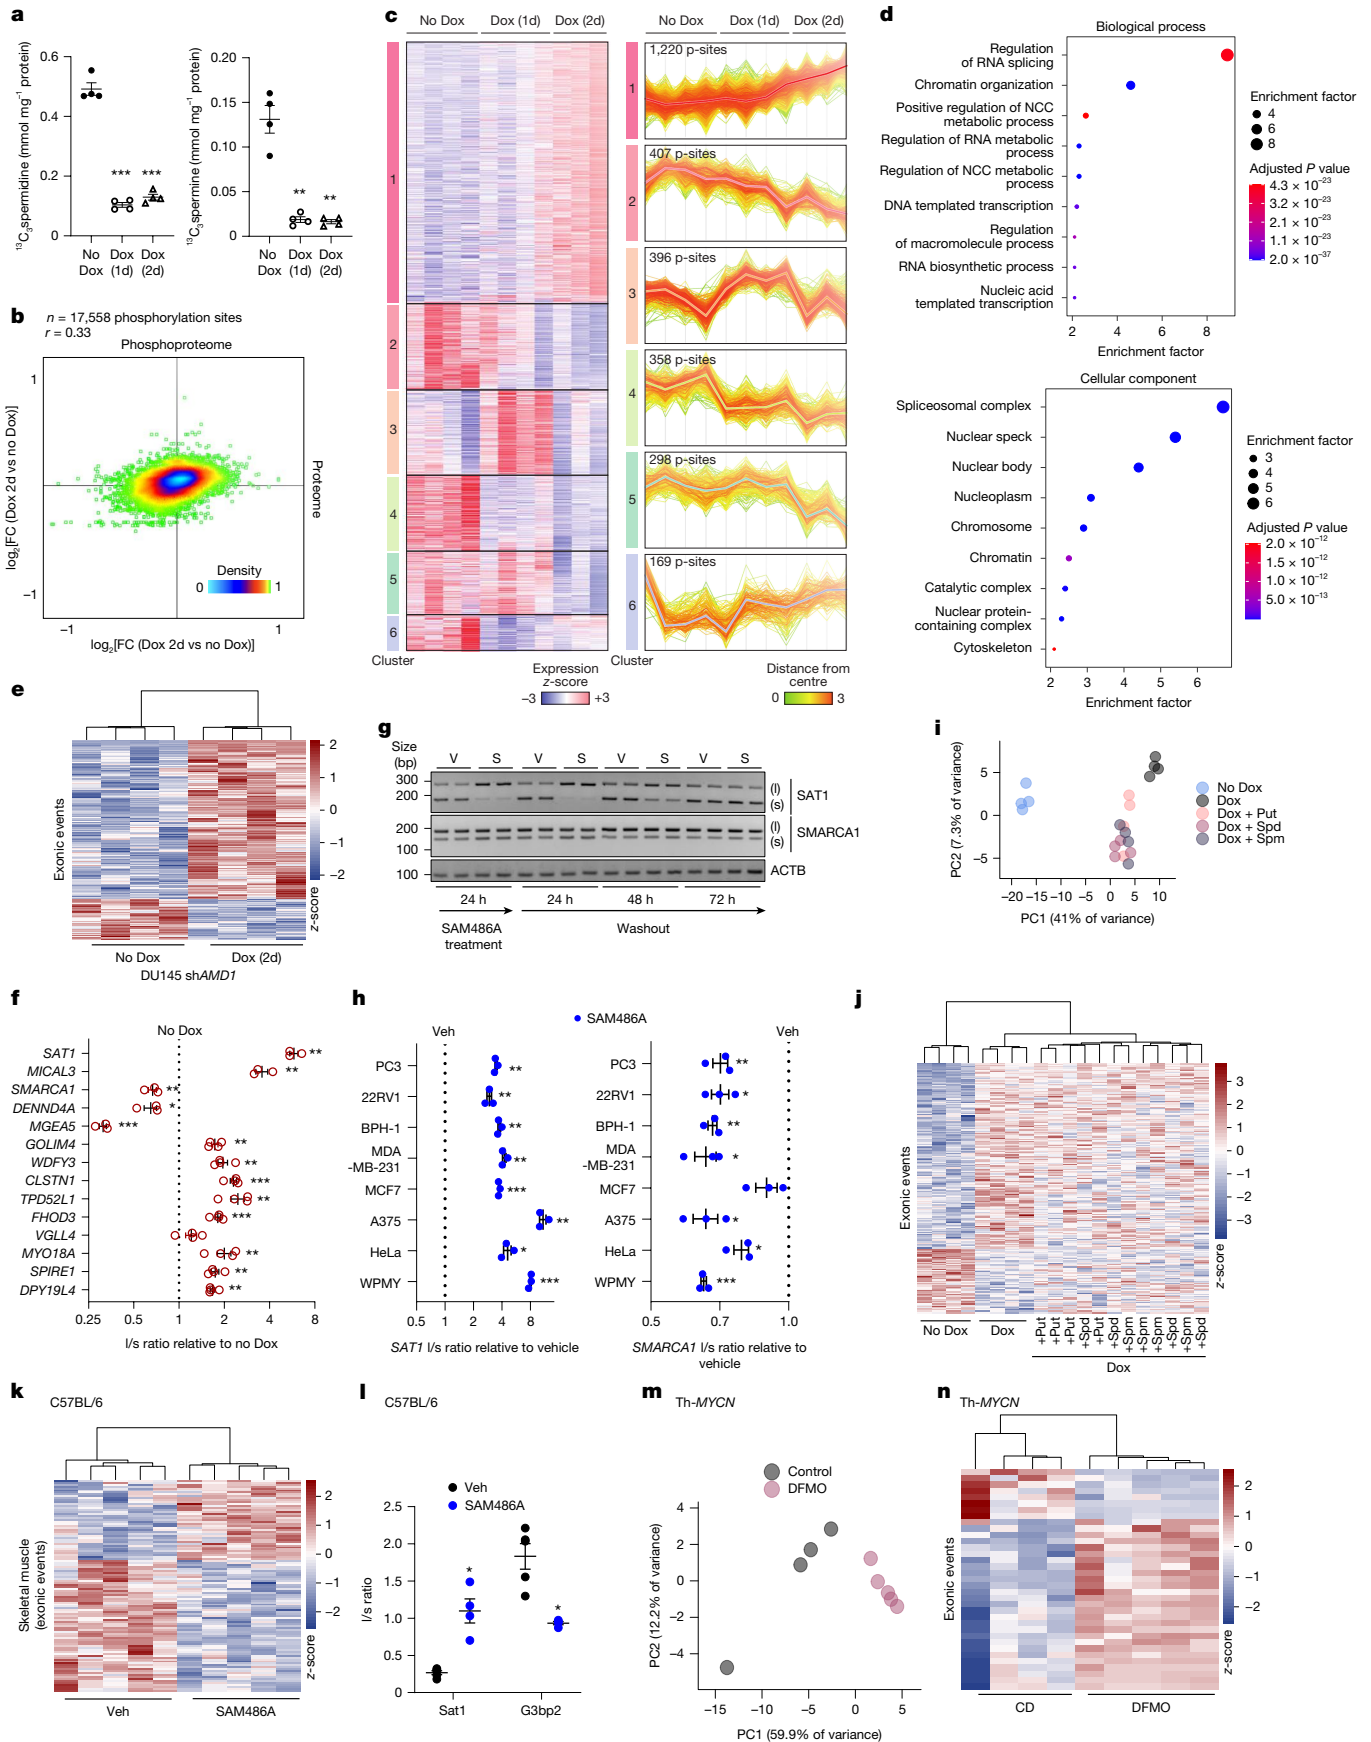 a
0.6
0.4
0.2
0
¹³C₃spermidine (mmol mg⁻¹ protein)
***
***
No Dox
Dox (1d)
Dox (2d)
0.20
0.15
0.10
0.05
0
¹³C₃spermine (mmol mg⁻¹ protein)
**
**
No Dox
Dox (1d)
Dox (2d)
b
n = 17,558 phosphorylation sites
r = 0.33
Phosphoproteome
Proteome
1
−1
log₂[FC (Dox 2d vs no Dox)]
Density
0
1
−1
1
log₂[FC (Dox 2d vs no Dox)]
c
No Dox
Dox (1d)
Dox (2d)
No Dox
Dox (1d)
Dox (2d)
1
2
3
4
5
6
Cluster
Expression
z-score
−3
+3
1
2
3
4
5
6
1,220 p-sites
407 p-sites
396 p-sites
358 p-sites
298 p-sites
169 p-sites
Cluster
Distance from
centre
0
3
d
Biological process
Regulation
of RNA splicing
Chromatin organization
Positive regulation of NCC
metabolic process
Regulation of RNA metabolic
process
Regulation of NCC metabolic
process
DNA templated transcription
Regulation
of macromolecule process
RNA biosynthetic process
Nucleic acid
templated transcription
2
4
6
8
Enrichment factor
Enrichment factor
4
6
8
Adjusted P value
4.3 × 10⁻²³
3.2 × 10⁻²³
2.1 × 10⁻²³
1.1 × 10⁻²³
2.0 × 10⁻³⁷
Cellular component
Spliceosomal complex
Nuclear speck
Nuclear body
Nucleoplasm
Chromosome
Chromatin
Catalytic complex
Nuclear protein-
containing complex
Cytoskeleton
2
3
4
5
6
Enrichment factor
Enrichment factor
3
4
5
6
Adjusted P value
2.0 × 10⁻¹²
1.5 × 10⁻¹²
1.0 × 10⁻¹²
5.0 × 10⁻¹³
e
Exonic events
2
1
0
−1
−2
z-score
No Dox
Dox (2d)
DU145 shAMD1
f
No Dox
SAT1
**
MICAL3
**
SMARCA1
**
DENND4A
*
MGEA5
***
GOLIM4
**
WDFY3
**
CLSTN1
***
TPD52L1
**
FHOD3
***
VGLL4
MYO18A
**
SPIRE1
**
DPY19L4
**
0.25
0.5
1
2
4
8
l/s ratio relative to no Dox
g
Size
(bp)
V
S
V
S
V
S
V
S
300
200
(l)
(s)
SAT1
200
100
(l)
(s)
SMARCA1
100
ACTB
24 h
24 h
48 h
72 h
SAM486A
treatment
Washout
h
SAM486A
Veh
PC3
**
22RV1
**
BPH-1
**
MDA
-MB-231
**
MCF7
***
A375
**
HeLa
*
WPMY
***
0.5
1
2
4
8
SAT1 l/s ratio relative to vehicle
Veh
PC3
**
22RV1
*
BPH-1
**
MDA
-MB-231
*
MCF7
A375
*
HeLa
*
WPMY
***
0.5
0.7
1.0
SMARCA1 l/s ratio relative to
vehicle
i
5
0
−5
PC2 (7.3% of variance)
−20
−15
−10
−5
0
5
10
PC1 (41% of variance)
No Dox
Dox
Dox + Put
Dox + Spd
Dox + Spm
j
Exonic events
3
2
1
0
−1
−2
−3
z-score
No Dox
Dox
+Put
+Put
+Put
+Spd
+Put
+Spd
+Spm
+Spm
+Spm
+Spd
+Spm
+Spd
Dox
k
C57BL/6
Skeletal muscle
(exonic events)
2
1
0
−1
−2
z-score
Veh
SAM486A
l
C57BL/6
Veh
SAM486A
2.5
2.0
1.5
1.0
0.5
0
l/s ratio
*
*
Sat1
G3bp2
m
Th-MYCN
Control
DFMO
4
2
0
−2
−4
PC2 (12.2% of variance)
−15
−10
−5
0
5
PC1 (59.9% of variance)
n
Th-MYCN
Exonic events
2
1
0
−1
−2
z-score
CD
DFMO